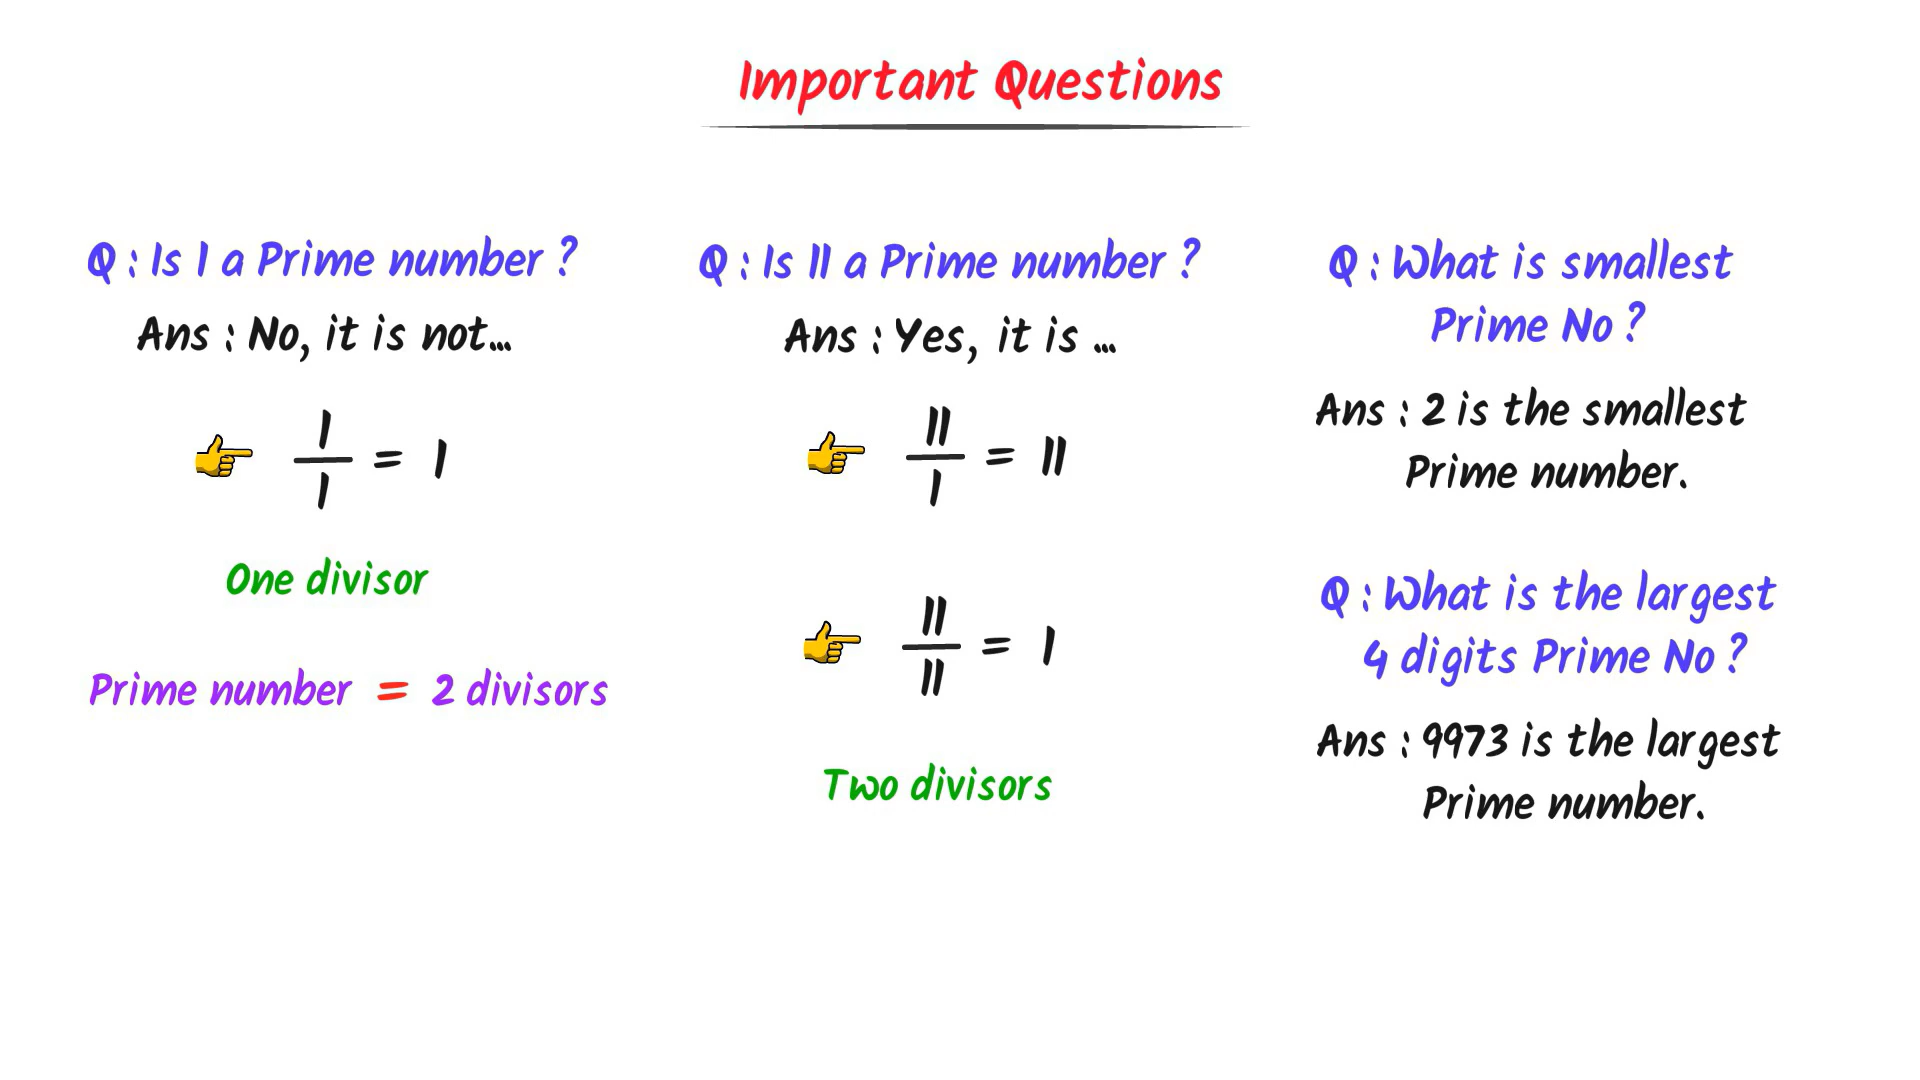 Important Questions
Q : Is 1 a Prime number ?
Ans : No, it is not...
1
1
= 1
One divisor
Prime number = 2 divisors
Q : Is 11 a Prime number ?
Ans : Yes, it is ...
11
1
= 11
11
11
= 1
Two divisors
Q : What is smallest
Prime No ?
Ans : 2 is the smallest
Prime number.
Q : What is the largest
4 digits Prime No ?
Ans : 9973 is the largest
Prime number.